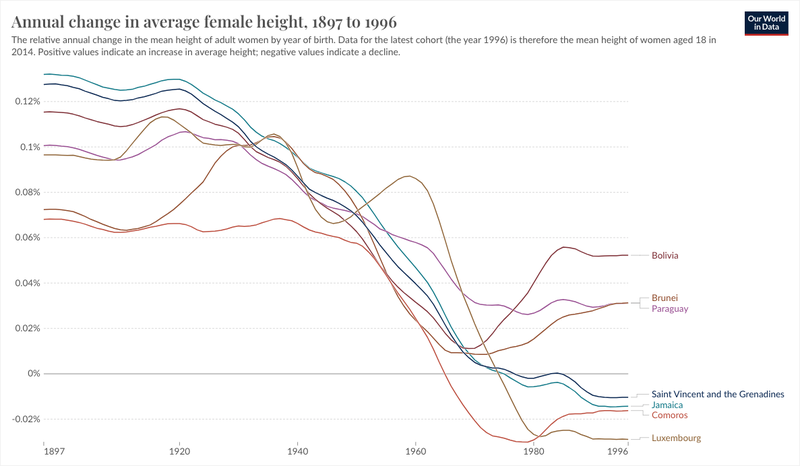 Annual change in average female height, 1897 to 1996
Our World
in Data
The relative annual change in the mean height of adult women by year of birth. Data for the latest cohort (the year 1996) is therefore the mean height of women aged 18 in
2014. Positive values indicate an increase in average height; negative values indicate a decline.
0.12%
0.1%
0.08%
0.06%
0.04%
0.02%
0%
-0.02%
Bolivia
Brunei
Paraguay
Saint Vincent and the Grenadines
Jamaica
Comoros
Luxembourg
1897
1920
1940
1960
1980
1996